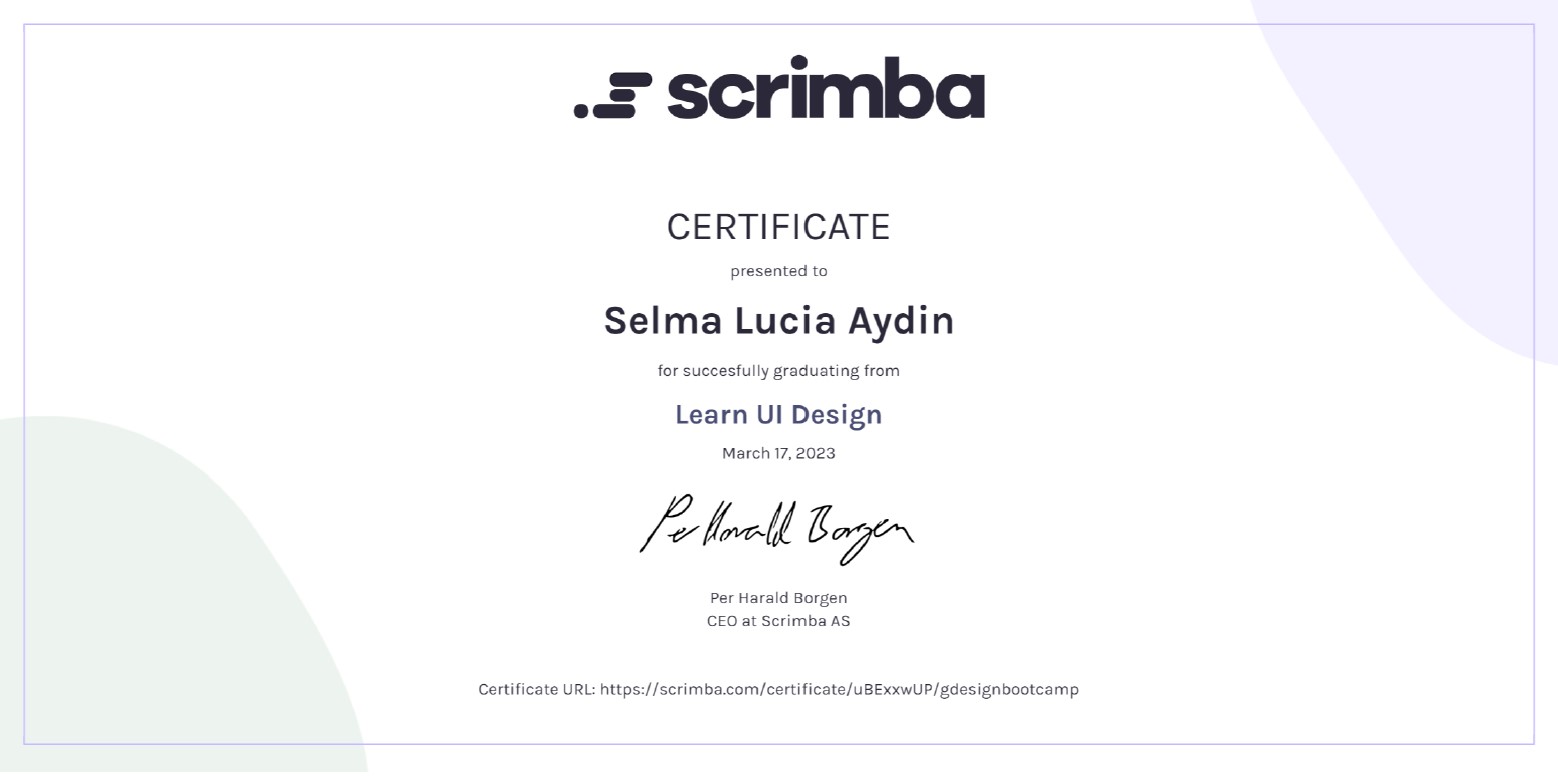 scrimba
CERTIFICATE
presented to
Selma Lucia Aydin
for succesfully graduating from
Learn UI Design
March 17, 2023
Per Harald Borgen
Per Harald Borgen
CEO at Scrimba AS
Certificate URL: https://scrimba.com/certificate/uBExxwUP/gdesignbootcamp